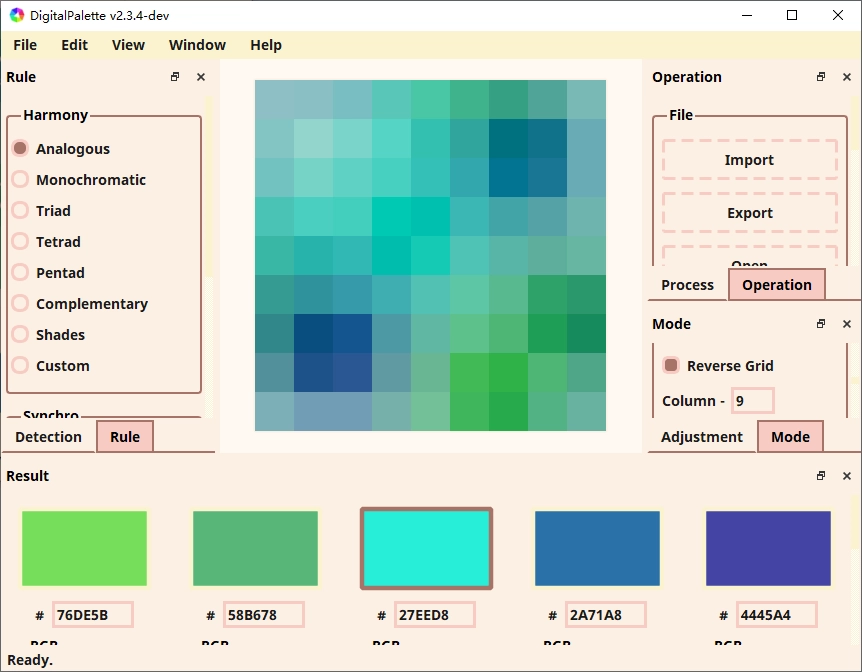 DigitalPalette v2.3.4-dev
File Edit View Window Help
Rule
Harmony
Analogous
Monochromatic
Triad
Tetrad
Pentad
Complementary
Shades
Custom
Synchro
Detection Rule
Operation
File
Import
Export
Open
Process Operation
Mode
Reverse Grid
Column - 9
Adjustment Mode
Result
# 76DE5B # 58B678 # 27EED8 # 2A71A8 # 4445A4
RGB RGB RGB RGB RGB
Ready.